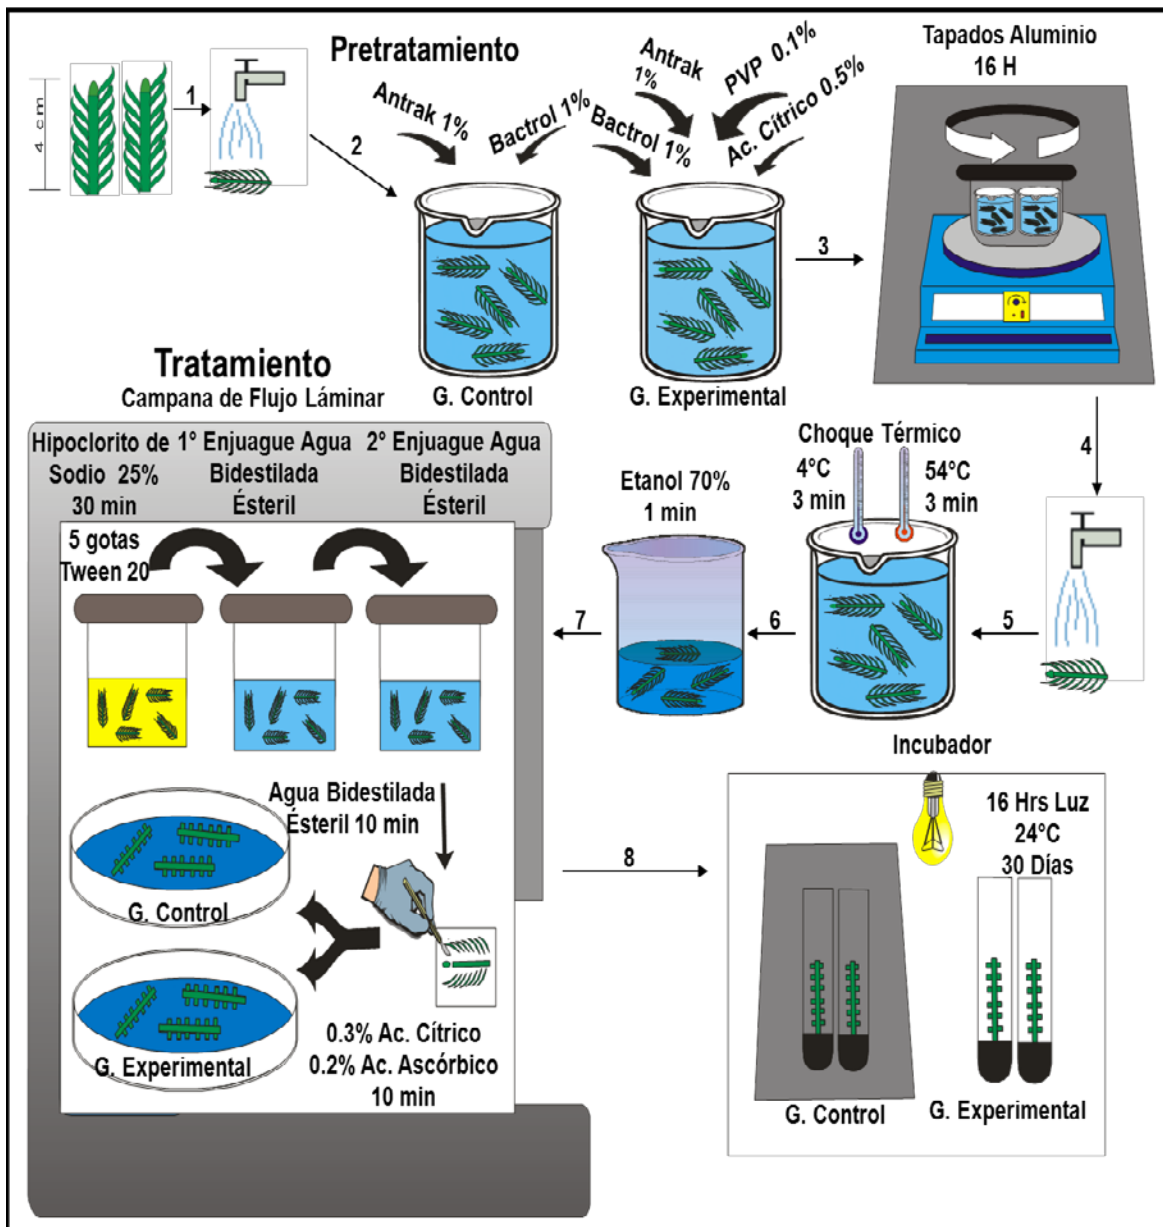 Pretratamiento
4 cm
1
2
Antrak 1%
Bactrol 1%
G. Control
Antrak
1%
PVP 0.1%
Bactrol 1%
Ac. Cítrico 0.5%
G. Experimental
3
Tapados Aluminio
16 H
4
5
Choque Térmico
4°C
3 min
54°C
3 min
6
Etanol 70%
1 min
7
Tratamiento
Campana de Flujo Láminar
Hipoclorito de
Sodio 25%
30 min
1° Enjuague Agua
Bidestilada
Ésteril
2° Enjuague Agua
Bidestilada
Ésteril
5 gotas
Tween 20
Agua Bidestilada
Ésteril 10 min
G. Control
G. Experimental
0.3% Ac. Cítrico
0.2% Ac. Ascórbico
10 min
8
Incubador
16 Hrs Luz
24°C
30 Días
G. Control
G. Experimental